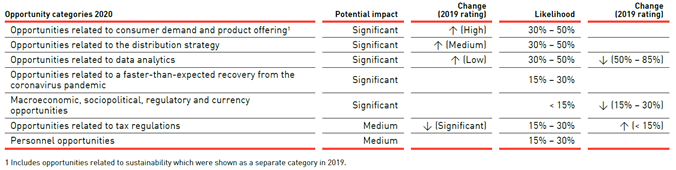 Opportunity categories 2020 Potential impact Change (2019 rating) Likelihood Change (2019 rating)
Opportunities related to consumer demand and product offering¹ Significant ↑ (High) 30% – 50%
Opportunities related to the distribution strategy Significant ↑ (Medium) 30% – 50%
Opportunities related to data analytics Significant ↑ (Low) 30% – 50% ↓ (50% – 85%)
Opportunities related to a faster-than-expected recovery from the
coronavirus pandemic Significant 15% – 30%
Macroeconomic, sociopolitical, regulatory and currency
opportunities Significant < 15% ↓ (15% – 30%)
Opportunities related to tax regulations Medium ↓ (Significant) 15% – 30% ↑ (< 15%)
Personnel opportunities Medium 15% – 30%
1 Includes opportunities related to sustainability which were shown as a separate category in 2019.